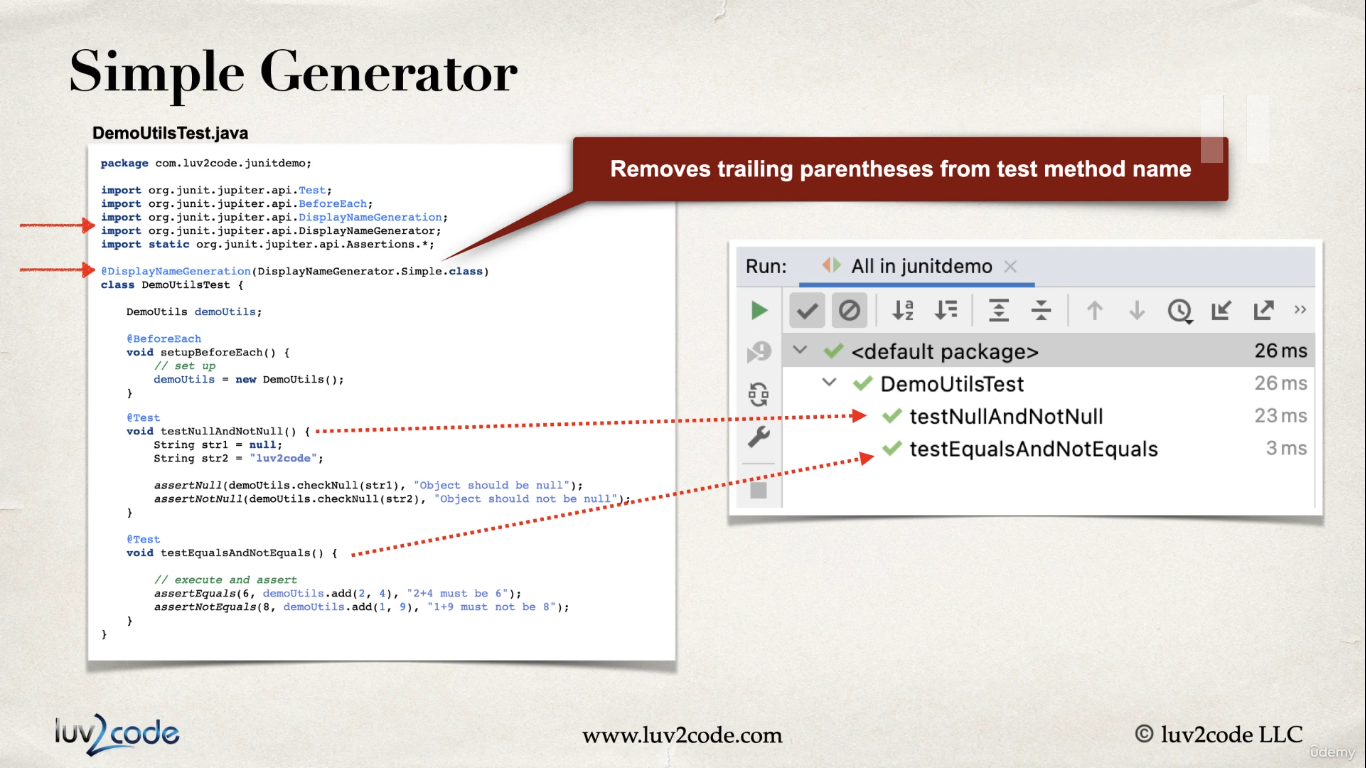 Simple Generator
DemoUtilsTest.java
package com.luv2code.junitdemo;
import org.junit.jupiter.api.Test;
import org.junit.jupiter.api.BeforeEach;
import org.junit.jupiter.api.DisplayNameGeneration;
import org.junit.jupiter.api.DisplayNameGenerator;
import static org.junit.jupiter.api.Assertions.*;
@DisplayNameGeneration(DisplayNameGenerator.Simple.class)
class DemoUtilsTest {
DemoUtils demoUtils;
@BeforeEach
void setupBeforeEach() {
// set up
demoUtils = new DemoUtils();
}
@Test
void testNullAndNotNull() {
String str1 = null;
String str2 = "luv2code";
assertNull(demoUtils.checkNull(str1), "Object should be null");
assertNotNull(demoUtils.checkNull(str2), "Object should not be null");
}
@Test
void testEqualsAndNotEquals() {
// execute and assert
assertEquals(6, demoUtils.add(2, 4), "2+4 must be 6");
assertNotEquals(8, demoUtils.add(1, 9), "1+9 must not be 8");
}
}
Removes trailing parentheses from test method name
Run: All in junitdemo
<default package> 26 ms
DemoUtilsTest 26 ms
testNullAndNotNull 23 ms
testEqualsAndNotEquals 3 ms
luv2code
www.luv2code.com
© luv2code LLC
ûdemy